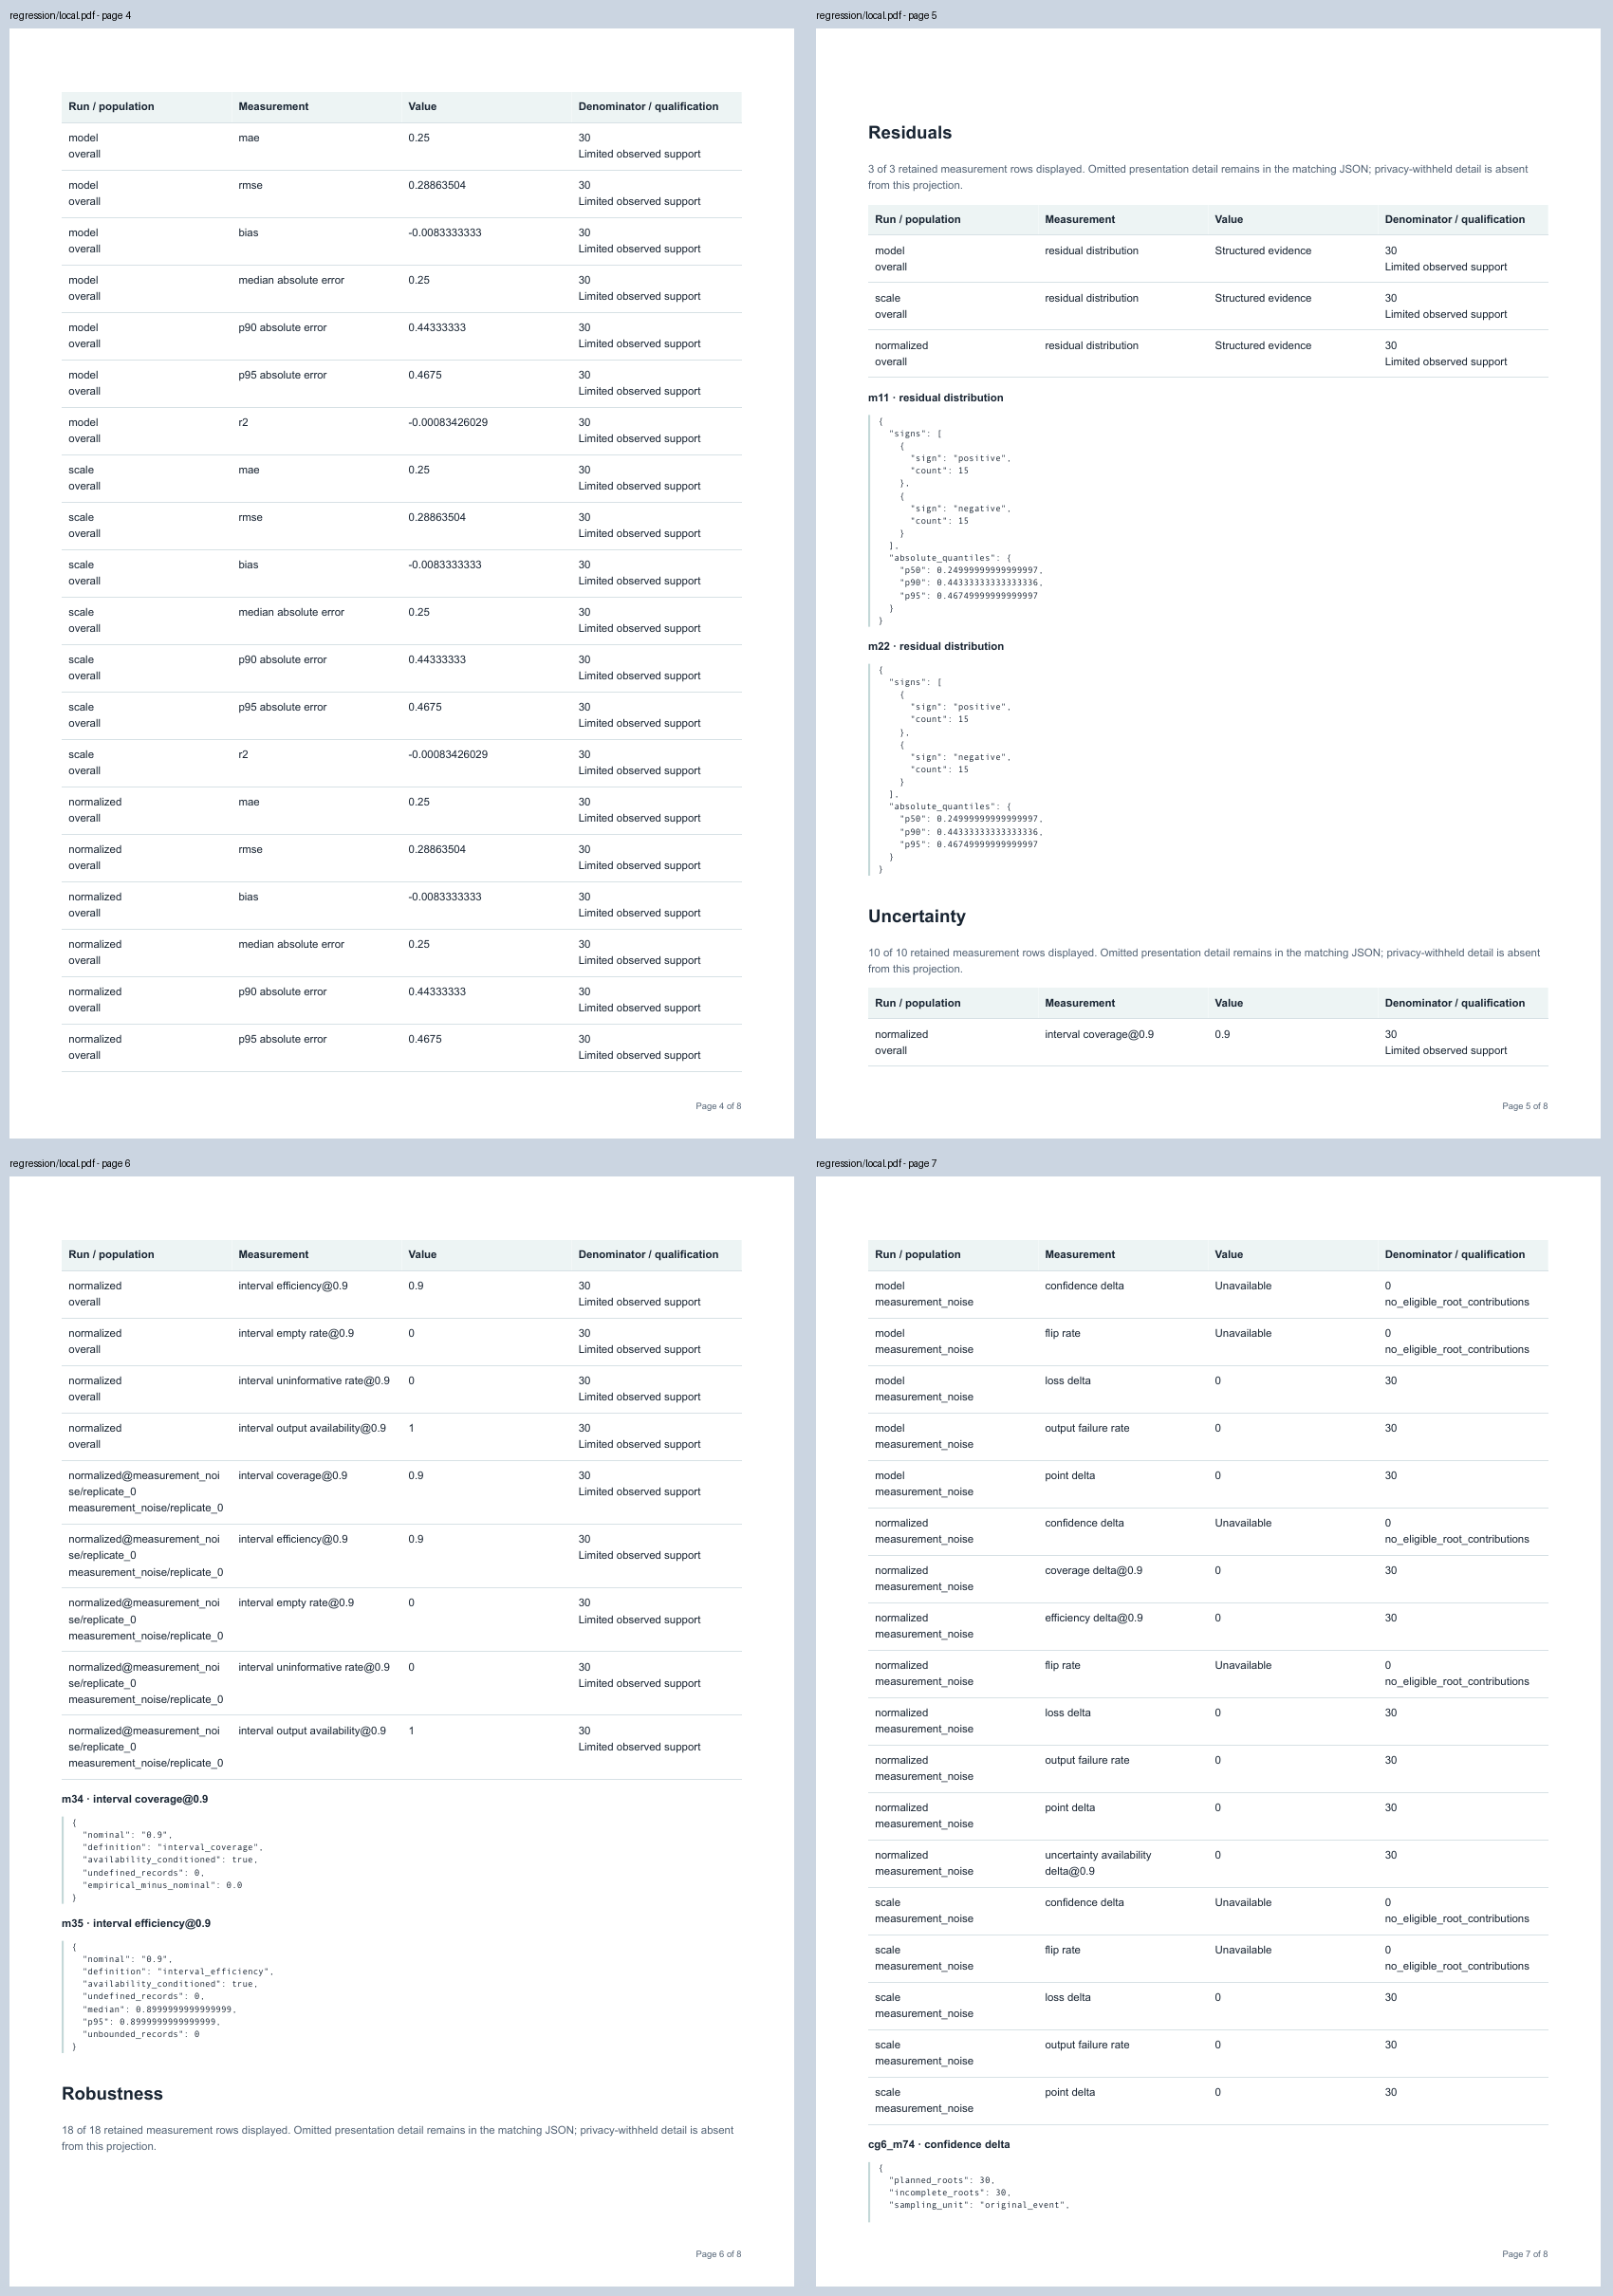 regression/local.pdf - page 4
Run / population Measurement Value Denominator / qualification
model mae 0.25 30
overall Limited observed support
model rmse 0.28863504 30
overall Limited observed support
model bias -0.0083333333 30
overall Limited observed support
model median absolute error 0.25 30
overall Limited observed support
model p90 absolute error 0.44333333 30
overall Limited observed support
model p95 absolute error 0.4675 30
overall Limited observed support
model r2 -0.00083426029 30
overall Limited observed support
scale mae 0.25 30
overall Limited observed support
scale rmse 0.28863504 30
overall Limited observed support
scale bias -0.0083333333 30
overall Limited observed support
scale median absolute error 0.25 30
overall Limited observed support
scale p90 absolute error 0.44333333 30
overall Limited observed support
scale p95 absolute error 0.4675 30
overall Limited observed support
scale r2 -0.00083426029 30
overall Limited observed support
normalized mae 0.25 30
overall Limited observed support
normalized rmse 0.28863504 30
overall Limited observed support
normalized bias -0.0083333333 30
overall Limited observed support
normalized median absolute error 0.25 30
overall Limited observed support
normalized p90 absolute error 0.44333333 30
overall Limited observed support
normalized p95 absolute error 0.4675 30
overall Limited observed support
Page 4 of 8
regression/local.pdf - page 5
Residuals
3 of 3 retained measurement rows displayed. Omitted presentation detail remains in the matching JSON; privacy-withheld detail is absent
from this projection.
Run / population Measurement Value Denominator / qualification
model residual distribution Structured evidence 30
overall Limited observed support
scale residual distribution Structured evidence 30
overall Limited observed support
normalized residual distribution Structured evidence 30
overall Limited observed support
m11 · residual distribution
{
"signs": [
{
"sign": "positive",
"count": 15
},
{
"sign": "negative",
"count": 15
}
],
"absolute_quantiles": {
"p50": 0.24999999999999997,
"p90": 0.44333333333333336,
"p95": 0.46749999999999997
}
}
m22 · residual distribution
{
"signs": [
{
"sign": "positive",
"count": 15
},
{
"sign": "negative",
"count": 15
}
],
"absolute_quantiles": {
"p50": 0.24999999999999997,
"p90": 0.44333333333333336,
"p95": 0.46749999999999997
}
}
Uncertainty
10 of 10 retained measurement rows displayed. Omitted presentation detail remains in the matching JSON; privacy-withheld detail is absent
from this projection.
Run / population Measurement Value Denominator / qualification
normalized interval coverage@0.9 0.9 30
overall Limited observed support
Page 5 of 8
regression/local.pdf - page 6
Run / population Measurement Value Denominator / qualification
normalized interval efficiency@0.9 0.9 30
overall Limited observed support
normalized interval empty rate@0.9 0 30
overall Limited observed support
normalized interval uninformative rate@0.9 0 30
overall Limited observed support
normalized interval output availability@0.9 1 30
overall Limited observed support
normalized@measurement_noi interval coverage@0.9 0.9 30
se/replicate_0 Limited observed support
measurement_noise/replicate_0
normalized@measurement_noi interval efficiency@0.9 0.9 30
se/replicate_0 Limited observed support
measurement_noise/replicate_0
normalized@measurement_noi interval empty rate@0.9 0 30
se/replicate_0 Limited observed support
measurement_noise/replicate_0
normalized@measurement_noi interval uninformative rate@0.9 0 30
se/replicate_0 Limited observed support
measurement_noise/replicate_0
normalized@measurement_noi interval output availability@0.9 1 30
se/replicate_0 Limited observed support
measurement_noise/replicate_0
m34 · interval coverage@0.9
{
"nominal": "0.9",
"definition": "interval_coverage",
"availability_conditioned": true,
"undefined_records": 0,
"empirical_minus_nominal": 0.0
}
m35 · interval efficiency@0.9
{
"nominal": "0.9",
"definition": "interval_efficiency",
"availability_conditioned": true,
"undefined_records": 0,
"median": 0.8999999999999999,
"p95": 0.8999999999999999,
"unbounded_records": 0
}
Robustness
18 of 18 retained measurement rows displayed. Omitted presentation detail remains in the matching JSON; privacy-withheld detail is absent
from this projection.
Page 6 of 8
regression/local.pdf - page 7
Run / population Measurement Value Denominator / qualification
model confidence delta Unavailable 0
measurement_noise no_eligible_root_contributions
model flip rate Unavailable 0
measurement_noise no_eligible_root_contributions
model loss delta 0 30
measurement_noise
model output failure rate 0 30
measurement_noise
model point delta 0 30
measurement_noise
normalized confidence delta Unavailable 0
measurement_noise no_eligible_root_contributions
normalized coverage delta@0.9 0 30
measurement_noise
normalized efficiency delta@0.9 0 30
measurement_noise
normalized flip rate Unavailable 0
measurement_noise no_eligible_root_contributions
normalized loss delta 0 30
measurement_noise
normalized output failure rate 0 30
measurement_noise
normalized point delta 0 30
measurement_noise
normalized uncertainty availability 0 30
measurement_noise delta@0.9
scale confidence delta Unavailable 0
measurement_noise no_eligible_root_contributions
scale flip rate Unavailable 0
measurement_noise no_eligible_root_contributions
scale loss delta 0 30
measurement_noise
scale output failure rate 0 30
measurement_noise
scale point delta 0 30
measurement_noise
cg6_m74 · confidence delta
{
"planned_roots": 30,
"incomplete_roots": 30,
"sampling_unit": "original_event",
Page 7 of 8